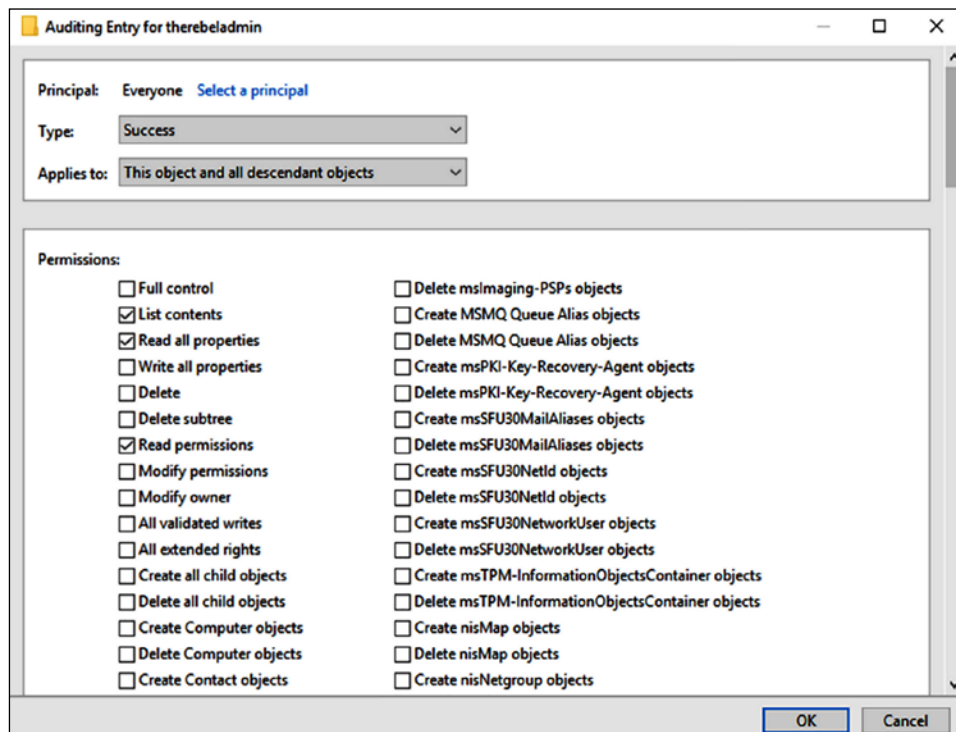 Auditing Entry for therebeladmin
Principal: Everyone Select a principal
Type: Success
Applies to: This object and all descendant objects
Permissions:
Full control
List contents
Read all properties
Write all properties
Delete
Delete subtree
Read permissions
Modify permissions
Modify owner
All validated writes
All extended rights
Create all child objects
Delete all child objects
Create Computer objects
Delete Computer objects
Create Contact objects
Delete msImaging-PSPs objects
Create MSMQ Queue Alias objects
Delete MSMQ Queue Alias objects
Create msPKI-Key-Recovery-Agent objects
Delete msPKI-Key-Recovery-Agent objects
Create msSFU30MailAliases objects
Delete msSFU30MailAliases objects
Create msSFU30NetId objects
Delete msSFU30NetId objects
Create msSFU30NetworkUser objects
Delete msSFU30NetworkUser objects
Create msTPM-InformationObjectsContainer objects
Delete msTPM-InformationObjectsContainer objects
Create nisMap objects
Delete nisMap objects
Create nisNetgroup objects
OK Cancel